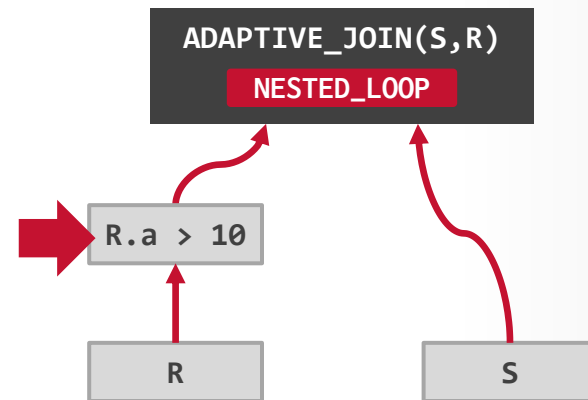 ADAPTIVE_JOIN(S,R)
NESTED_LOOP
R.a > 10
R
S